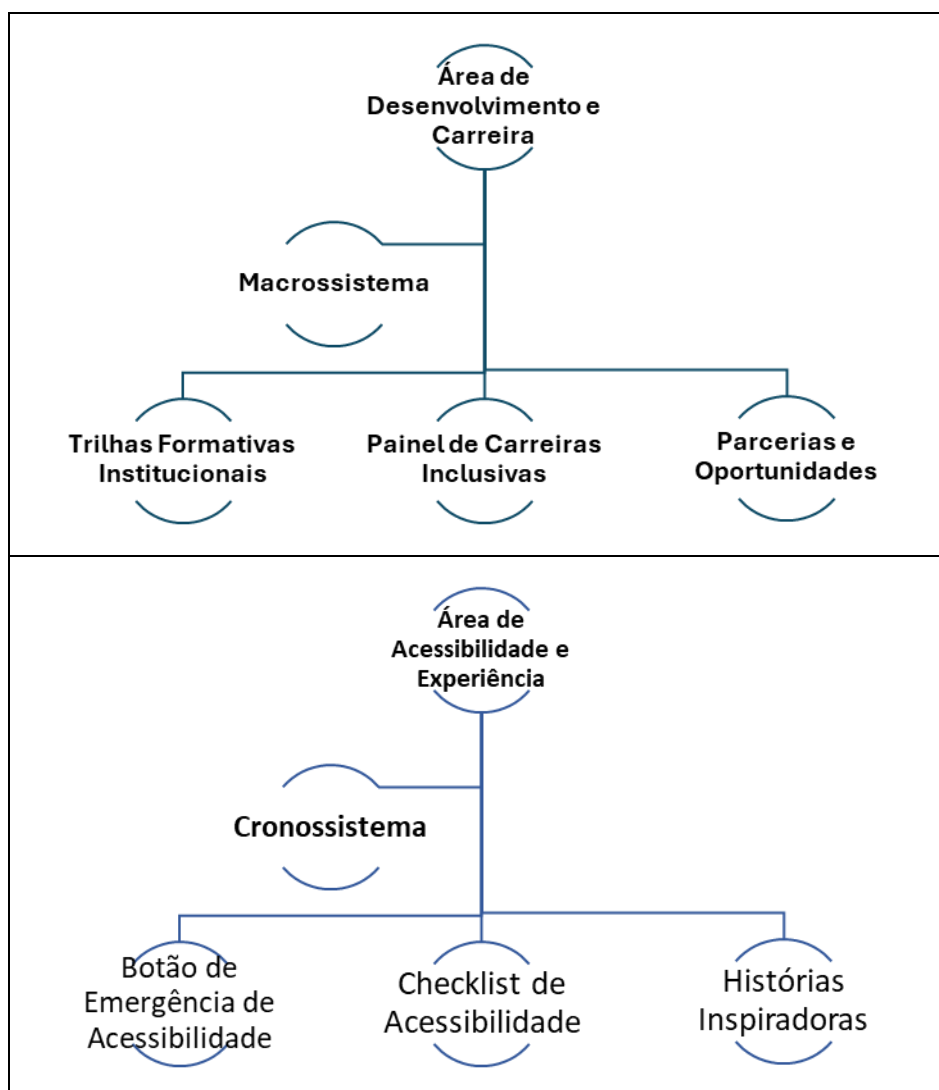 Área de
Desenvolvimento e
Carreira
Macrossistema
Trilhas Formativas
Institucionais
Painel de Carreiras
Inclusivas
Parcerias e
Oportunidades
Área de
Acessibilidade e
Experiência
Cronossistema
Botão de
Emergência de
Acessibilidade
Checklist de
Acessibilidade
Histórias
Inspiradoras